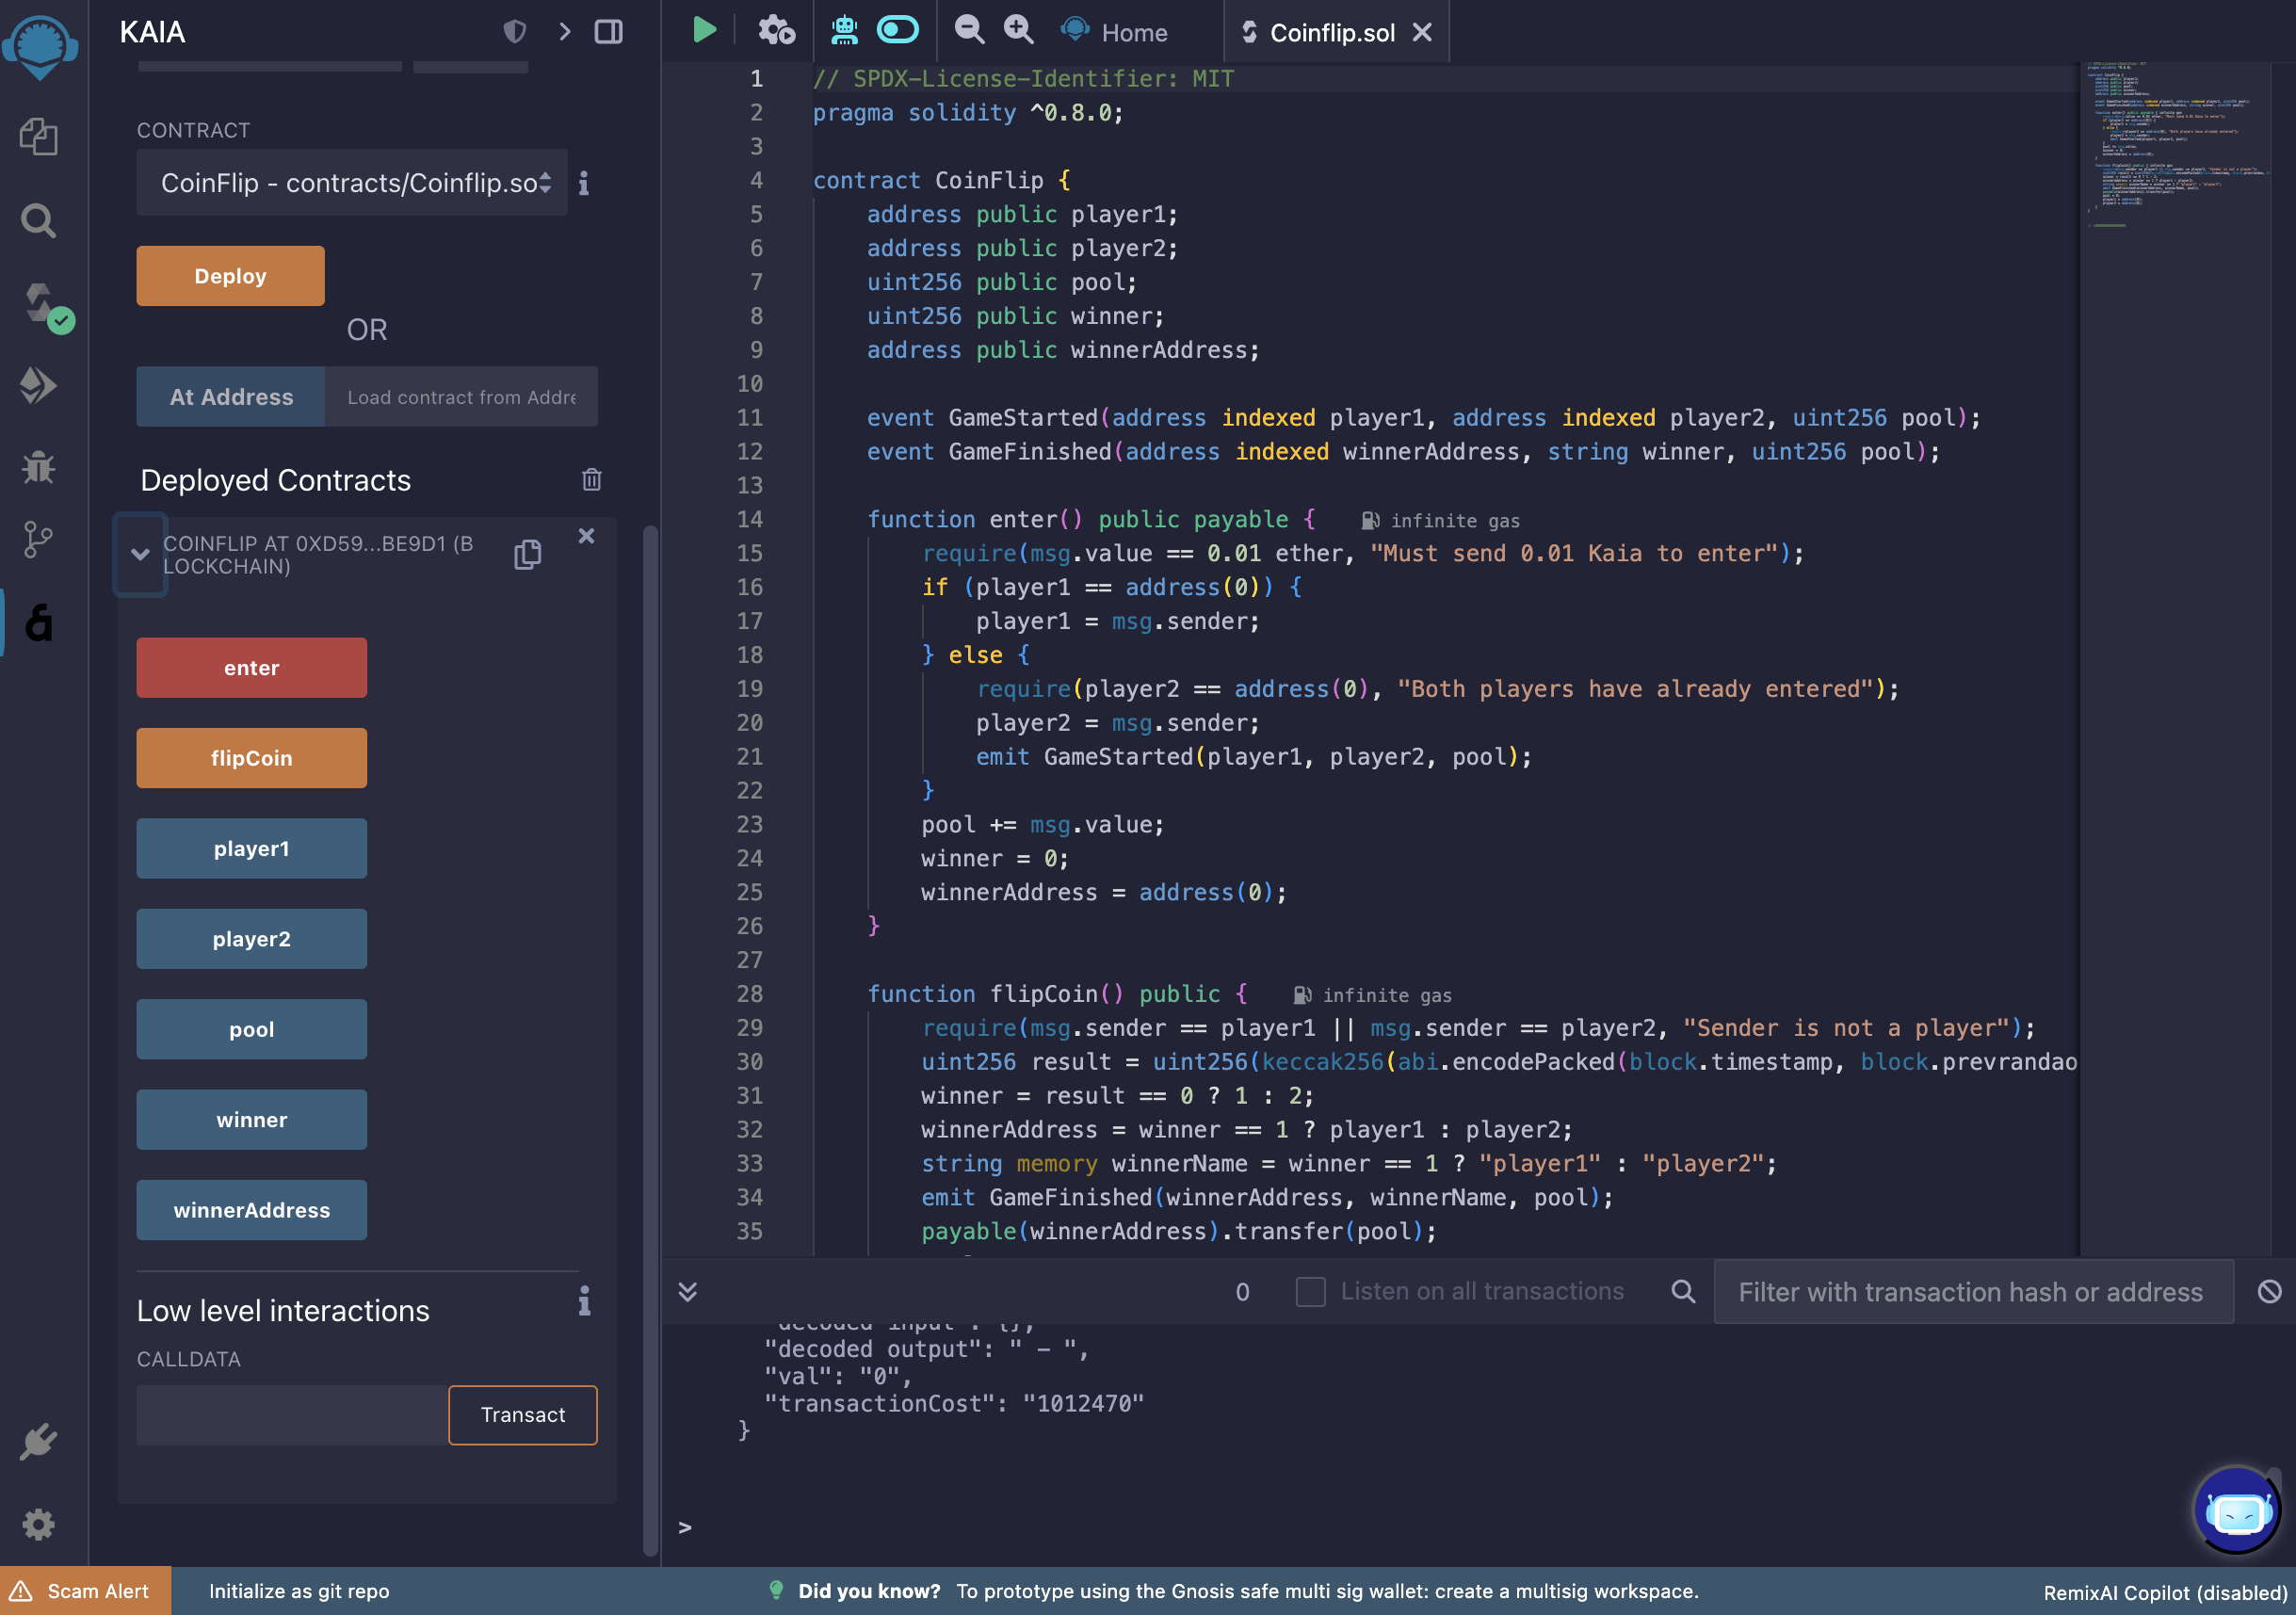 KAIA
CONTRACT
CoinFlip - contracts/Coinflip.so
Deploy
OR
At Address
Load contract from Addre
Deployed Contracts
COINFLIP AT 0XD59...BE9D1 (B
LOCKCHAIN)
enter
flipCoin
player1
player2
pool
winner
winnerAddress
Low level interactions
CALLDATA
Transact
Home
Coinflip.sol
1 // SPDX-License-Identifier: MIT
2 pragma solidity ^0.8.0;
3
4 contract CoinFlip {
5 address public player1;
6 address public player2;
7 uint256 public pool;
8 uint256 public winner;
9 address public winnerAddress;
10
11 event GameStarted(address indexed player1, address indexed player2, uint256 pool);
12 event GameFinished(address indexed winnerAddress, string winner, uint256 pool);
13
14 function enter() public payable { infinite gas
15 require(msg.value == 0.01 ether, "Must send 0.01 Kaia to enter");
16 if (player1 == address(0)) {
17 player1 = msg.sender;
18 } else {
19 require(player2 == address(0), "Both players have already entered");
20 player2 = msg.sender;
21 emit GameStarted(player1, player2, pool);
22 }
23 pool += msg.value;
24 winner = 0;
25 winnerAddress = address(0);
26 }
27
28 function flipCoin() public { infinite gas
29 require(msg.sender == player1 || msg.sender == player2, "Sender is not a player");
30 uint256 result = uint256(keccak256(abi.encodePacked(block.timestamp, block.prevrandao
31 winner = result == 0 ? 1 : 2;
32 winnerAddress = winner == 1 ? player1 : player2;
33 string memory winnerName = winner == 1 ? "player1" : "player2";
34 emit GameFinished(winnerAddress, winnerName, pool);
35 payable(winnerAddress).transfer(pool);
0
Listen on all transactions
Filter with transaction hash or address
"decoded input": {},
"decoded output": " - ",
"val": "0",
"transactionCost": "1012470"
}
>
Scam Alert
Initialize as git repo
Did you know? To prototype using the Gnosis safe multi sig wallet: create a multisig workspace.
RemixAI Copilot (disabled)